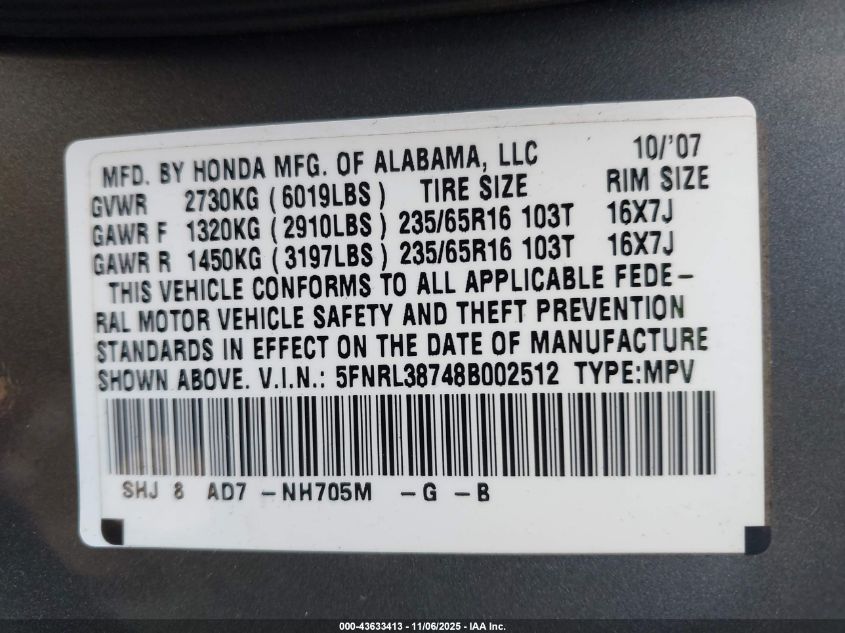 MFD. BY HONDA MFG. OF ALABAMA, LLC 10/'07
GVWR 2730KG (6019LBS) TIRE SIZE RIM SIZE
GAWR F 1320KG (2910LBS) 235/65R16 103T 16X7J
GAWR R 1450KG (3197LBS) 235/65R16 103T 16X7J
THIS VEHICLE CONFORMS TO ALL APPLICABLE FEDE-
RAL MOTOR VEHICLE SAFETY AND THEFT PREVENTION
STANDARDS IN EFFECT ON THE DATE OF MANUFACTURE
SHOWN ABOVE. V.I.N.: 5FNRL38748B002512 TYPE:MPV
SHJ 8 AD7 -NH705M -G -B
000-43633413 - 11/06/2025 - IAA Inc.